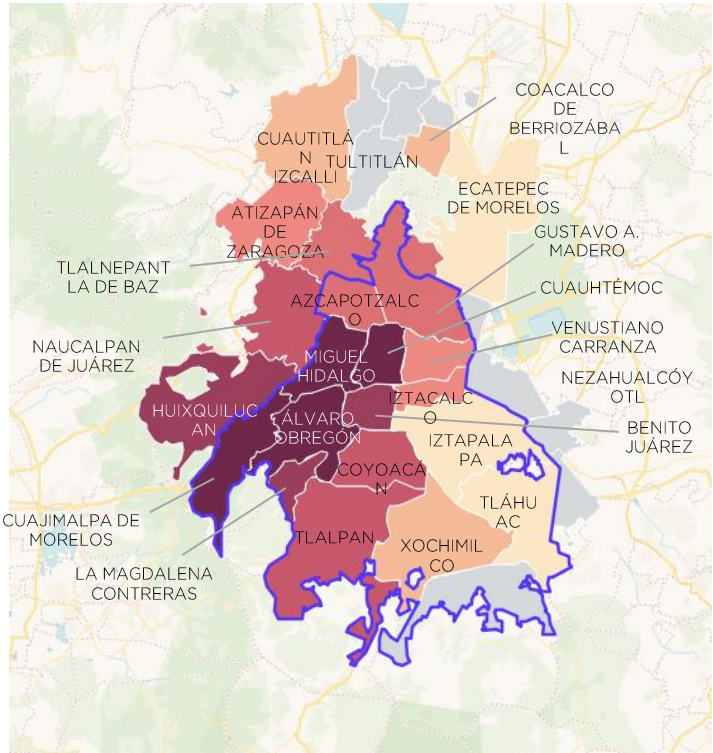 COACALCO
DE
BERRIOZÁBA
L
CUAUTITLÁ
N
IZCALLI
TULTITLÁN
ECATEPEC
DE MORELOS
ATIZAPÁN
DE
ZARAGOZA
GUSTAVO A.
MADERO
TLALNEPANT
LA DE BAZ
CUAUHTÉMOC
AZCAPOTZALC
O
VENUSTIANO
CARRANZA
NAUCALPAN
DE JUÁREZ
MIGUEL
HIDALGO
NEZAHUALCÓY
OTL
HUIXQUILUC
AN
IZTACALC
O
ÁLVARO
OBREGÓN
BENITO
JUÁREZ
IZTAPALA
PA
COYOACÁ
N
TLÁHU
AC
CUAJIMALPA DE
MORELOS
TLALPAN
XOCHIMIL
CO
LA MAGDALENA
CONTRERAS